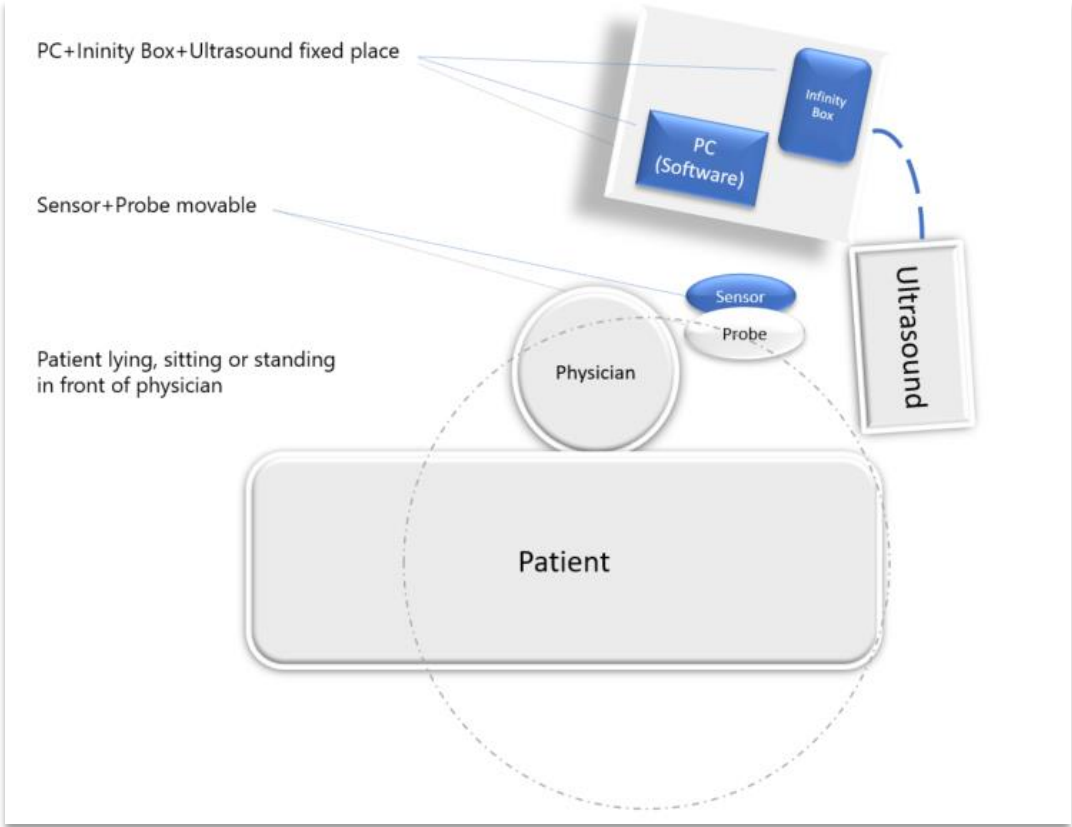 PC+Ininity Box+Ultrasound fixed place
Infinity
Box
PC
(Software)
Sensor+Probe movable
Ultrasound
Sensor
Probe
Patient lying, sitting or standing
in front of physician
Physician
Patient